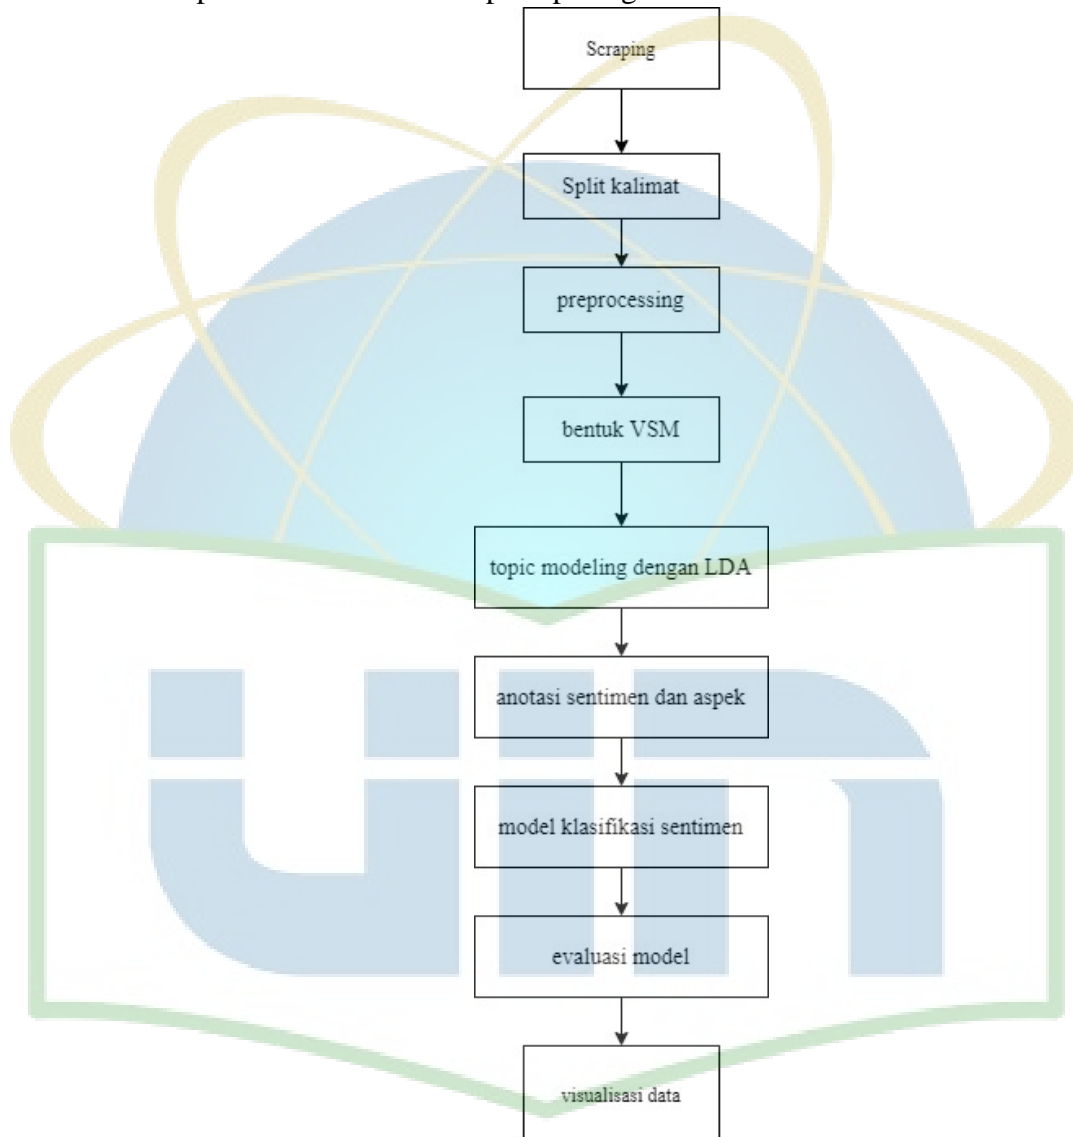 Scraping
Split kalimat
preprocessing
bentuk VSM
topic modeling dengan LDA
anotasi sentimen dan aspek
model klasifikasi sentimen
uin
evaluasi model
visualisasi data